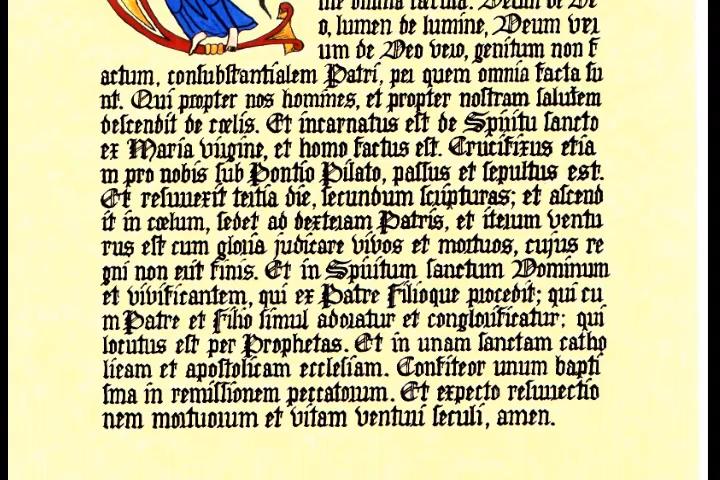 ne omnia sæcula. Deum de De
o, lumen de lumine, Deum ver
um de Deo vero, genitum non f
actum, consubstantialem Patri, per quem omnia facta su
nt. Qui propter nos homines, et propter nostram salutem
descendit de cœlis. Et incarnatus est de Spiritu sancto
ex Maria virgine, et homo factus est. Crucifixus etia
m pro nobis sub Pontio Pilato, passus et sepultus est.
Et resurrexit tertia die, secundum scripturas; et ascend
it in cœlum, sedet ad dexteram Patris, et iterum ventu
rus est cum gloria judicare vivos et mortuos, cujus re
gni non erit finis. Et in Spiritum sanctum Dominum
et vivificantem, qui ex Patre Filioque procedit; qui cu
m Patre et Filio simul adoratur et conglorificatur; qui
locutus est per Prophetas. Et in unam sanctam catho
licam et apostolicam ecclesiam. Confiteor unum bapti
sma in remissionem peccatorum. Et expecto resurrectio
nem mortuorum et vitam venturi seculi, amen.